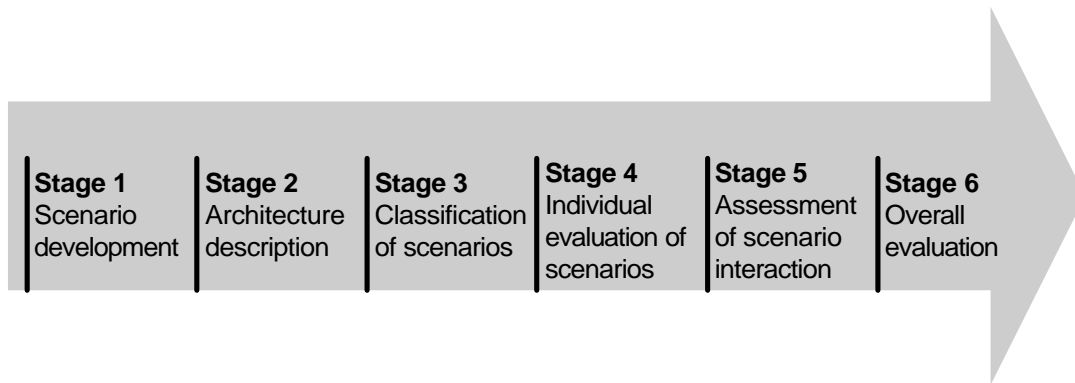 Stage 1
Scenario
development
Stage 2
Architecture
description
Stage 3
Classification
of scenarios
Stage 4
Individual
evaluation of
scenarios
Stage 5
Assessment
of scenario
interaction
Stage 6
Overall
evaluation